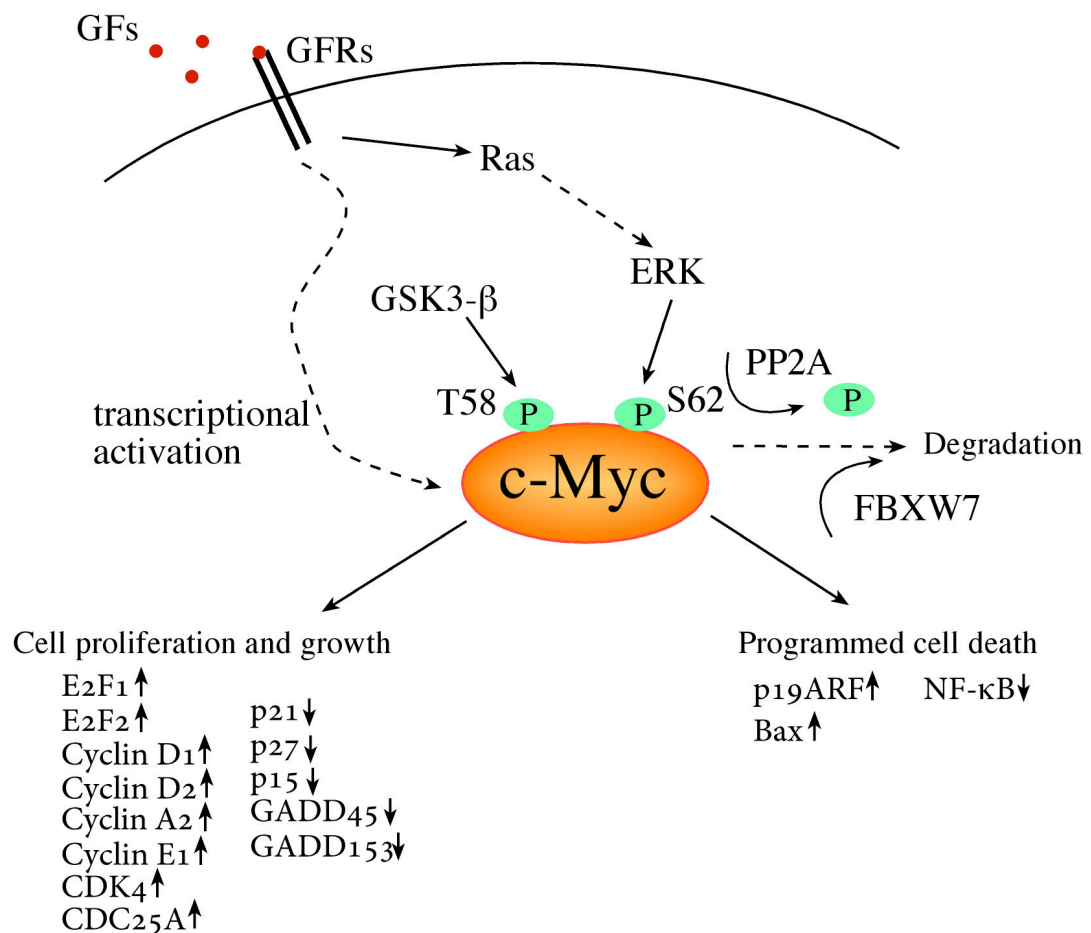 GFs
GFRs
Ras
ERK
GSK3-β
PP2A
P
T58
P
P
S62
transcriptional
activation
c-Myc
Degradation
FBXW7
Cell proliferation and growth
E2F1↑
E2F2↑
Cyclin D1↑
Cyclin D2↑
Cyclin A2↑
Cyclin E1↑
CDK4↑
CDC25A↑
p21↓
p27↓
p15↓
GADD45↓
GADD153↓
Programmed cell death
p19ARF↑
Bax↑
NF-κB↓